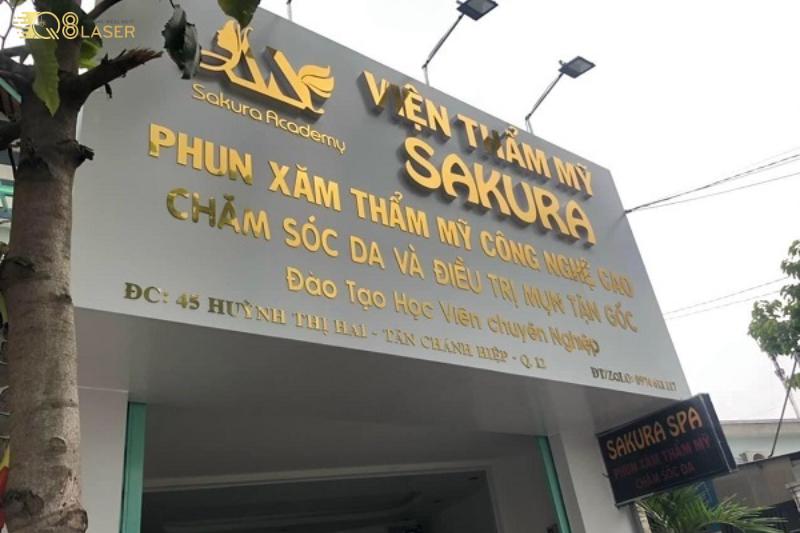 Q8LASER
Sakura Academy
VIỆN THẨM MỸ
SAKURA
PHUN XĂM THẨM MỸ CÔNG NGHỆ CAO
CHĂM SÓC DA VÀ ĐIỀU TRỊ MỤN TẬN GỐC
Đào Tạo Học Viên chuyên Nghiệp
ĐC: 45 HUỲNH THỊ HAI - TÂN CHÁNH HIỆP - Q. 12
ĐT/ZaLO:
SAKURA SPA
PHUN XĂM THẨM MỸ
CHĂM SÓC DA